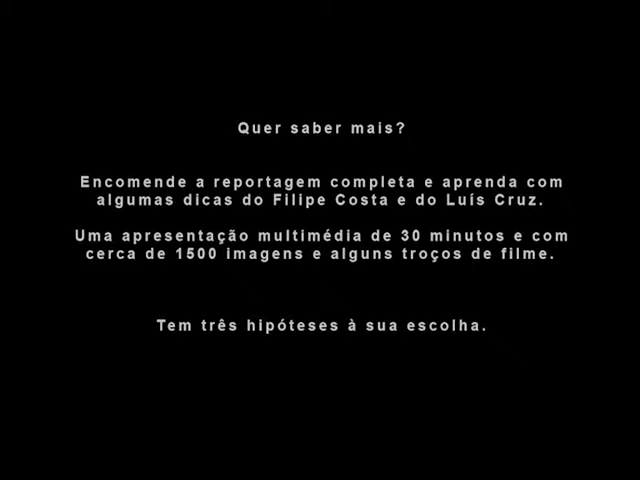 Quer saber mais?
Encomende a reportagem completa e aprenda com
algumas dicas do Filipe Costa e do Luís Cruz.
Uma apresentação multimédia de 30 minutos e com
cerca de 1500 imagens e alguns troços de filme.
Tem três hipóteses à sua escolha.